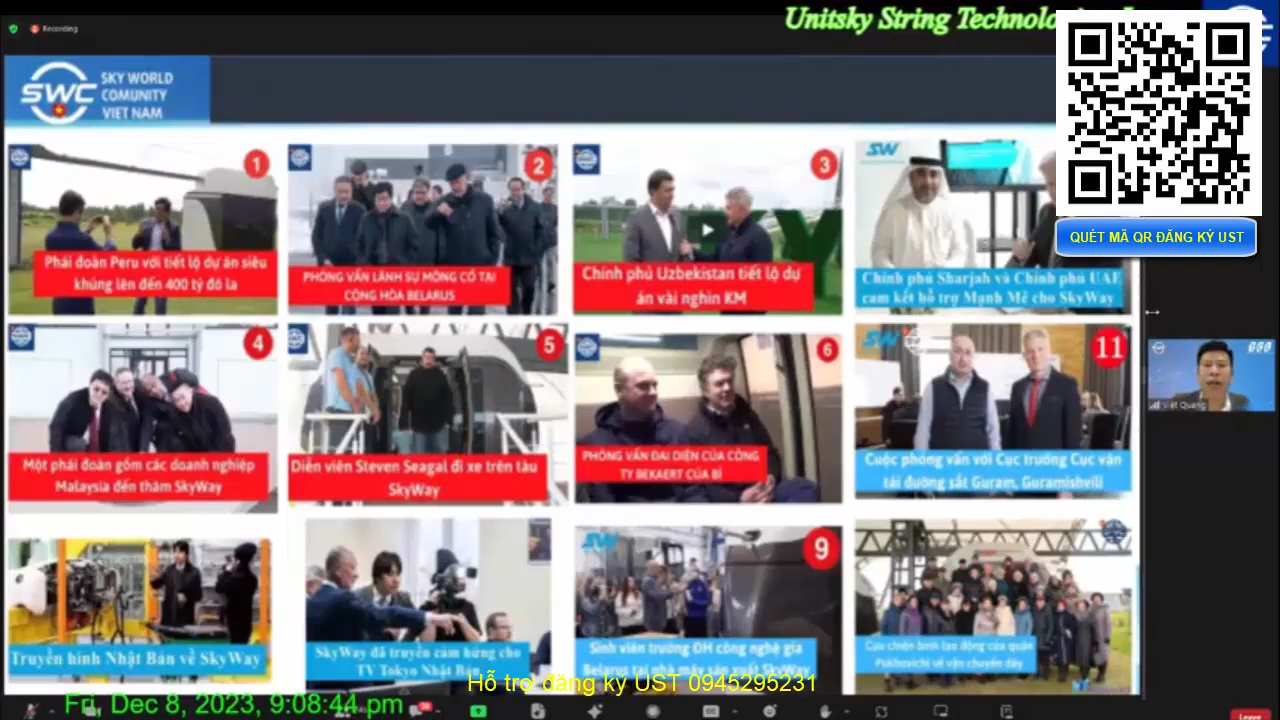 Unitsky String Technolo
Recording
SWC
SKY WORLD
COMUNITY
VIET NAM
QUÉT MÃ QR ĐĂNG KÝ UST
1
Phái đoàn Peru với tiết lộ dự án siêu
khủng lên đến 400 tỷ đô la
2
PHỎNG VẤN LÃNH SỰ MÔNG CỔ TẠI
CỘNG HÒA BELARUS
3
Chính phủ Uzbekistan tiết lộ dự
án vài nghìn KM
SW
Chính phủ Sharjah và Chính phủ UAE
cam kết hỗ trợ Mạnh Mẽ cho SkyWay
4
Một phái đoàn gồm các doanh nghiệp
Malaysia đến thăm SkyWay
5
Diễn viên Steven Seagal đi xe trên tàu
SkyWay
6
PHỎNG VẤN ĐẠI DIỆN CỦA CÔNG
TY BEKAERT CỦA BỈ
SW
11
Cuộc phỏng vấn với Cục trưởng Cục vận
tải đường sắt Guram, Guramishvili
Viet Quang
Truyền hình Nhật Bản về SkyWay
SkyWay đã truyền cảm hứng cho
TV Tokyo Nhật Bản
SW
9
Sinh viên trường ĐH công nghệ gia
Belarus tại nhà máy sản xuất SkyWay
Cựu chiến binh lao động của quận
Pukhovichi về vận chuyển dây
Hỗ trợ đăng ký UST 0945295231
Fri, Dec 8, 2023, 9:08:44 pm
Leave